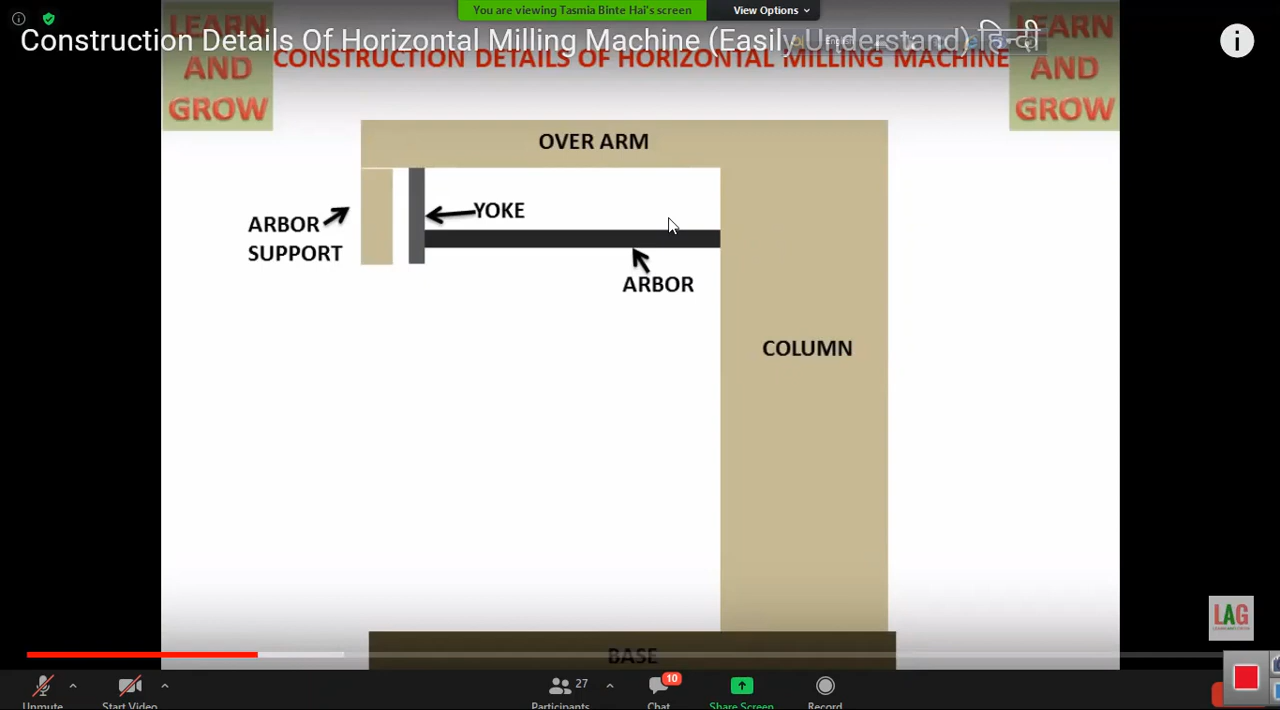 You are viewing Tasmia Binte Hai's screen
View Options
Construction Details Of Horizontal Milling Machine (Easily Understand) हिन्दी
LEARN
AND
GROW
CONSTRUCTION DETAILS OF HORIZONTAL MILLING MACHINE
LEARN
AND
GROW
OVER ARM
ARBOR
SUPPORT
YOKE
ARBOR
COLUMN
LAG
BASE
Unmute
Start Video
27
Participants
10
Chat
Share Screen
Record